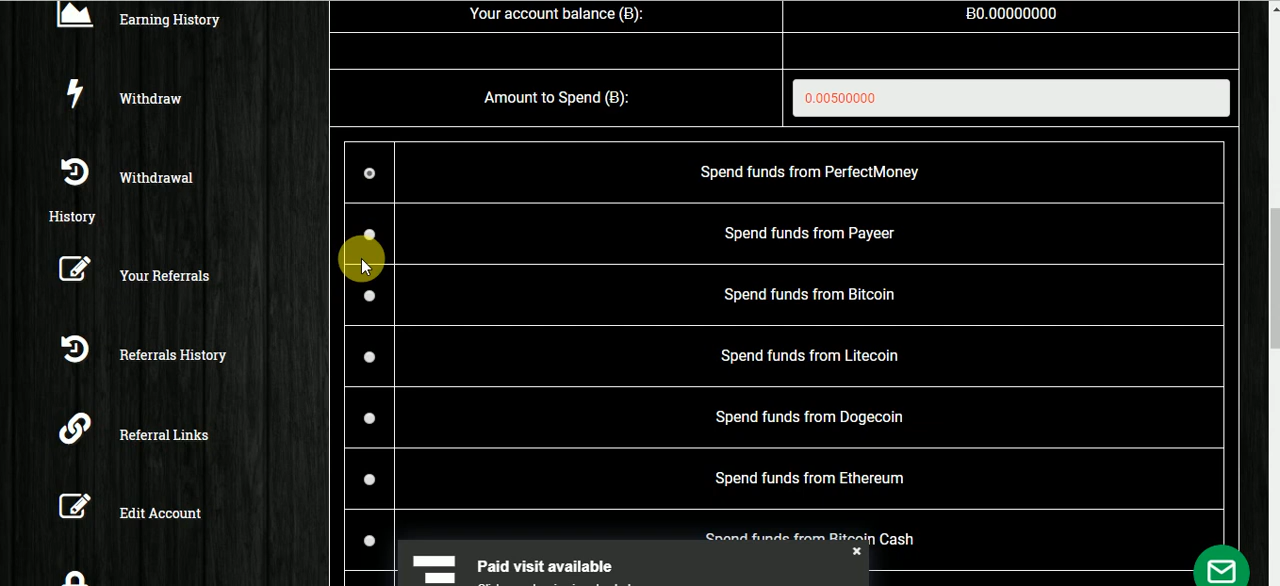 Earning History
Withdraw
Withdrawal
History
Your Referrals
Referrals History
Referral Links
Edit Account
Your account balance (Ƀ): Ƀ0.00000000
Amount to Spend (Ƀ): 0.00500000
Spend funds from PerfectMoney
Spend funds from Payeer
Spend funds from Bitcoin
Spend funds from Litecoin
Spend funds from Dogecoin
Spend funds from Ethereum
Spend funds from Bitcoin Cash
Paid visit available